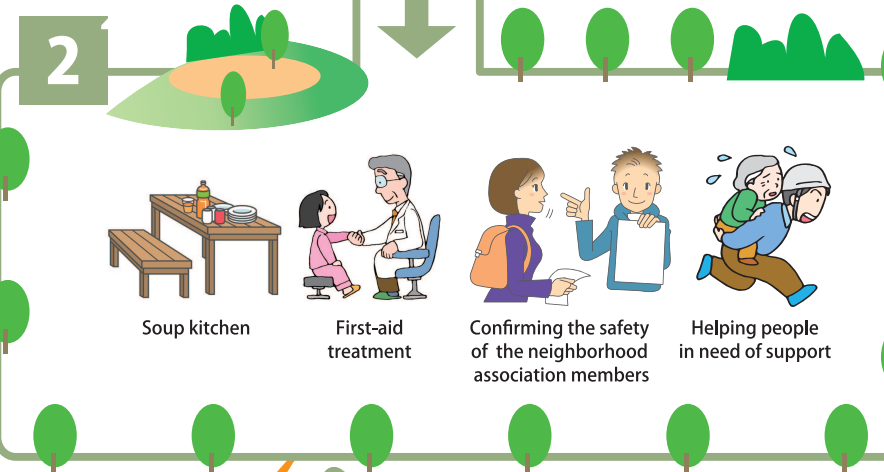 2
Soup kitchen
First-aid
treatment
Confirming the safety
of the neighborhood
association members
Helping people
in need of support